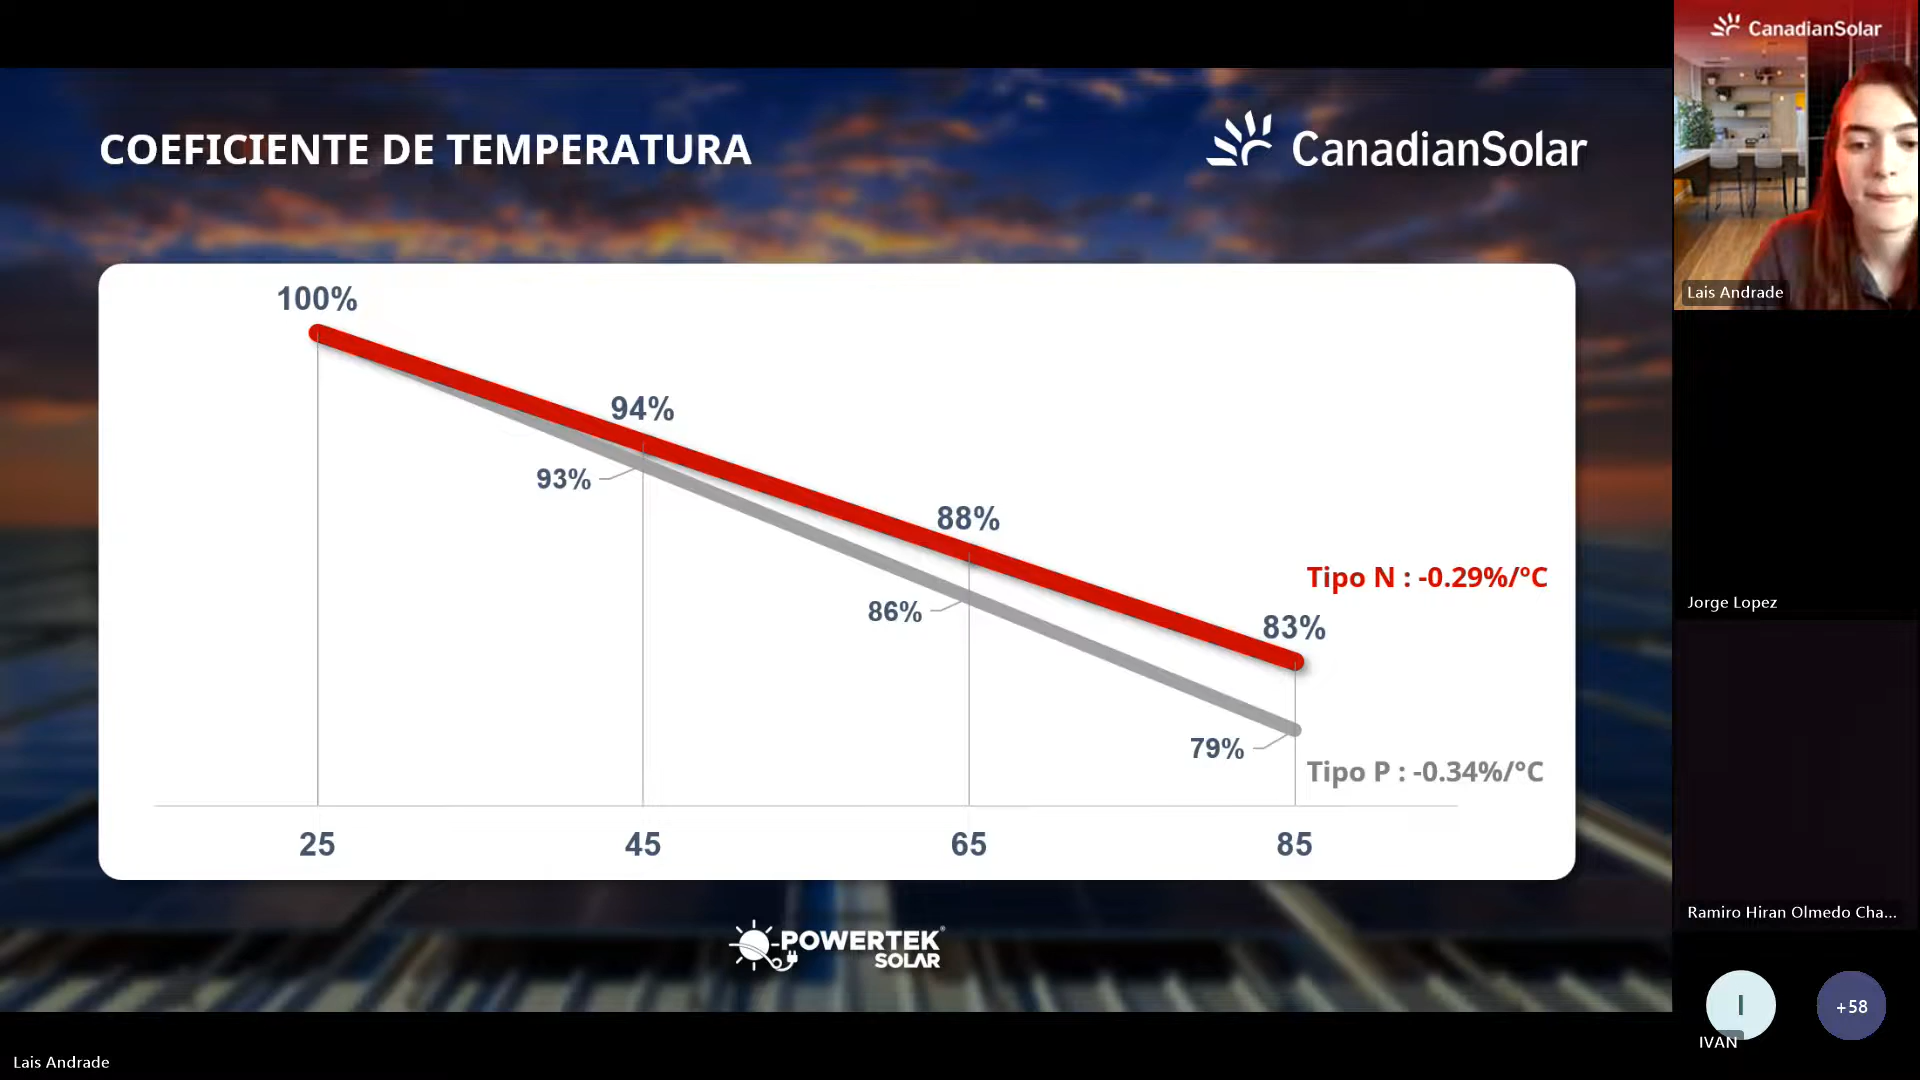 COEFICIENTE DE TEMPERATURA
CanadianSolar
100%
94%
93%
88%
86%
83%
79%
Tipo N : -0.29%/°C
Tipo P : -0.34%/°C
25 45 65 85
POWERTEK
SOLAR
Lais Andrade
CanadianSolar
Lais Andrade
Jorge Lopez
Ramiro Hiran Olmedo Cha...
I
IVAN
+58